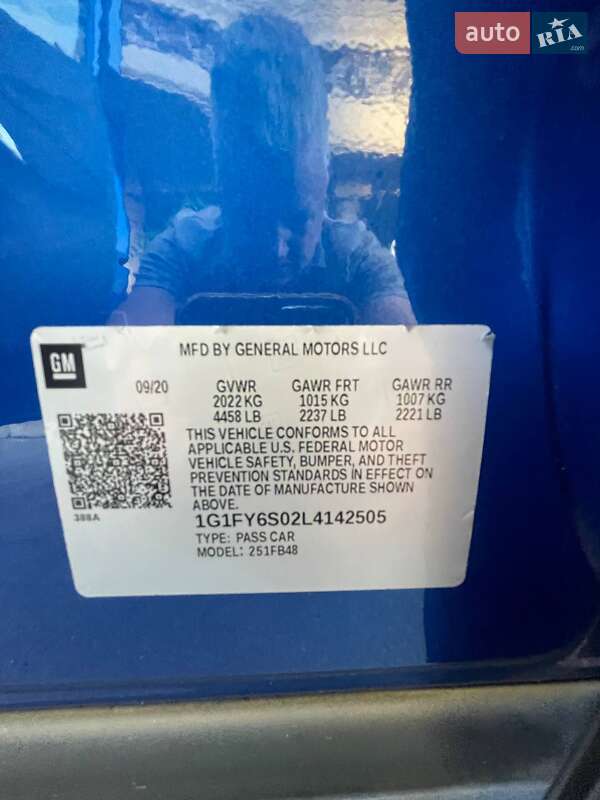 auto RIA.com
MFD BY GENERAL MOTORS LLC
GM
09/20 GVWR GAWR FRT GAWR RR
2022 KG 1015 KG 1007 KG
4458 LB 2237 LB 2221 LB
THIS VEHICLE CONFORMS TO ALL
APPLICABLE U.S. FEDERAL MOTOR
VEHICLE SAFETY, BUMPER, AND THEFT
PREVENTION STANDARDS IN EFFECT ON
THE DATE OF MANUFACTURE SHOWN
ABOVE.
388A
1G1FY6S02L4142505
TYPE: PASS CAR
MODEL: 251FB48